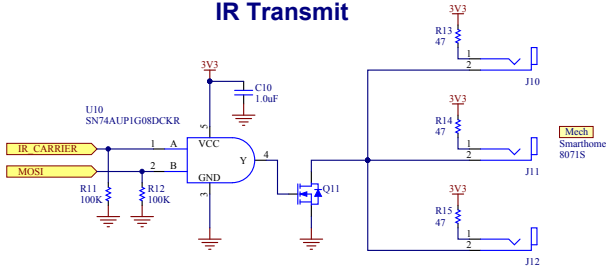 IR Transmit
3V3
R13
47
1
2
J10
3V3
C10
1.0uF
U10
SN74AUP1G08DCKR
5
VCC
IR_CARRIER
1
A
Y
4
MOSI
2
B
GND
3
R11
100K
R12
100K
Q11
3V3
R14
47
1
2
J11
Mech
Smarthome
8071S
3V3
R15
47
1
2
J12